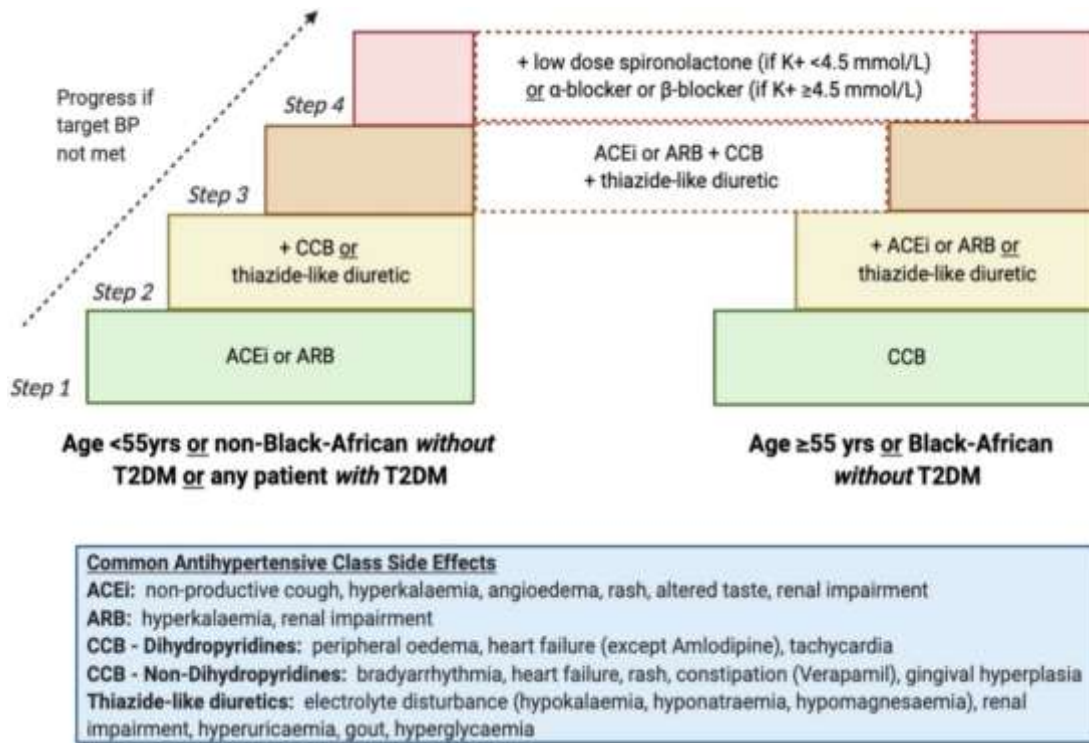 + low dose spironolactone (if K+ <4.5 mmol/L)
or α-blocker or β-blocker (if K+ ≥4.5 mmol/L)
Progress if
target BP
not met
Step 4
ACEi or ARB + CCB
+ thiazide-like diuretic
Step 3
+ CCB or
thiazide-like diuretic
+ ACEi or ARB or
thiazide-like diuretic
Step 2
ACEi or ARB
CCB
Step 1
Age <55yrs or non-Black-African without
T2DM or any patient with T2DM
Age ≥55 yrs or Black-African
without T2DM
Common Antihypertensive Class Side Effects
ACEi: non-productive cough, hyperkalaemia, angioedema, rash, altered taste, renal impairment
ARB: hyperkalaemia, renal impairment
CCB - Dihydropyridines: peripheral oedema, heart failure (except Amlodipine), tachycardia
CCB - Non-Dihydropyridines: bradyarrhythmia, heart failure, rash, constipation (Verapamil), gingival hyperplasia
Thiazide-like diuretics: electrolyte disturbance (hypokalaemia, hyponatraemia, hypomagnesaemia), renal
impairment, hyperuricaemia, gout, hyperglycaemia